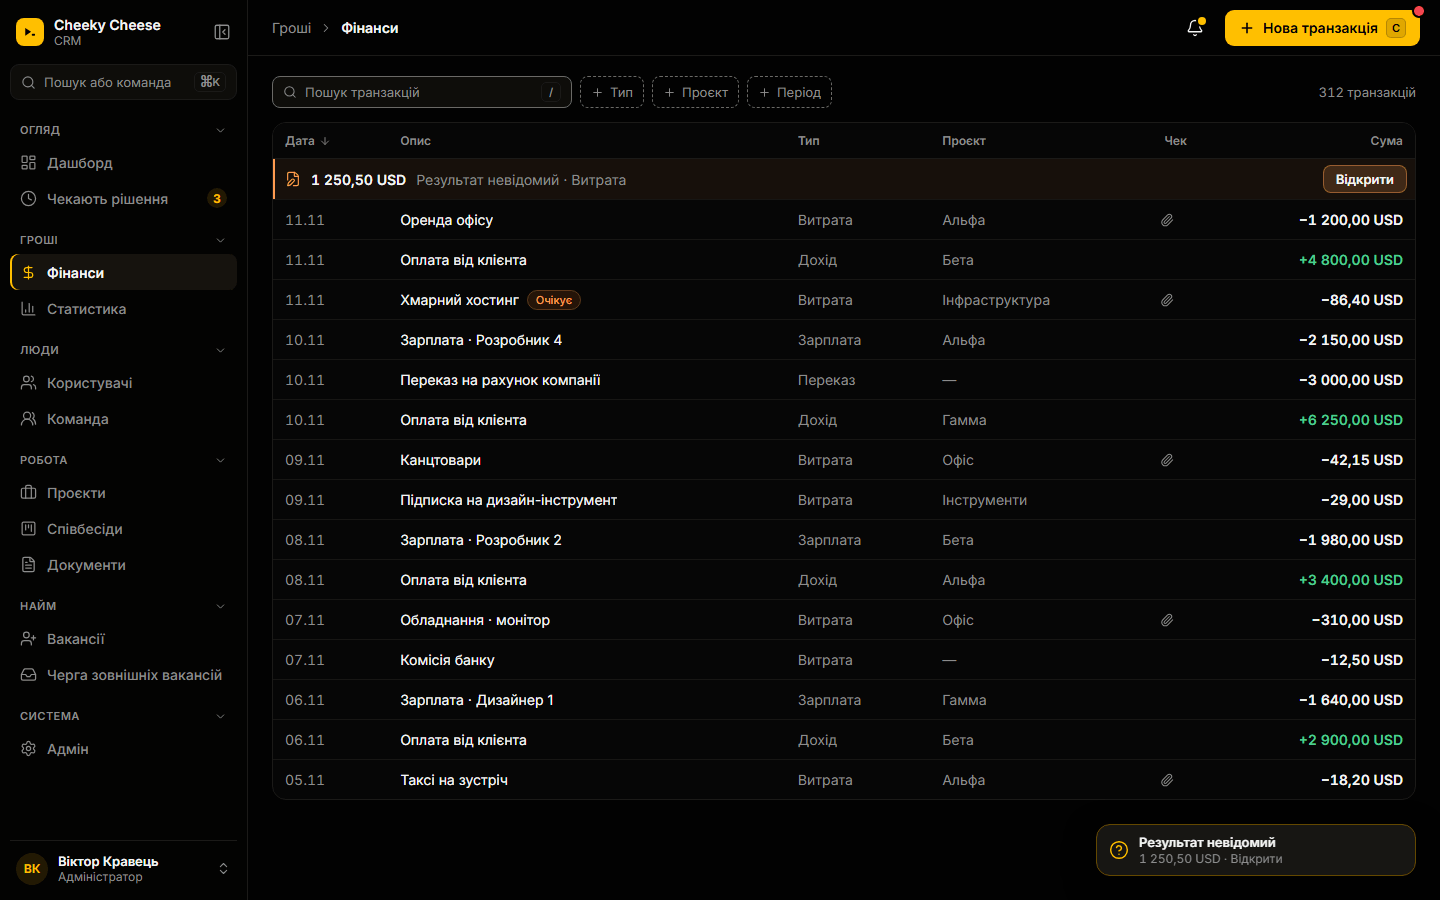 Cheeky Cheese
CRM
Пошук або команда ⌘K
ОГЛЯД
Дашборд
Чекають рішення 3
ГРОШІ
Фінанси
Статистика
ЛЮДИ
Користувачі
Команда
РОБОТА
Проєкти
Співбесіди
Документи
НАЙМ
Вакансії
Черга зовнішніх вакансій
СИСТЕМА
Адмін
ВК
Віктор Кравець
Адміністратор
Гроші > Фінанси
+ Нова транзакція C
Пошук транзакцій /
+ Тип
+ Проєкт
+ Період
312 транзакцій
Дата ↓ Опис Тип Проєкт Чек Сума
1 250,50 USD Результат невідомий · Витрата Відкрити
11.11 Оренда офісу Витрата Альфа −1 200,00 USD
11.11 Оплата від клієнта Дохід Бета +4 800,00 USD
11.11 Хмарний хостинг Очікує Витрата Інфраструктура −86,40 USD
10.11 Зарплата · Розробник 4 Зарплата Альфа −2 150,00 USD
10.11 Переказ на рахунок компанії Переказ — −3 000,00 USD
10.11 Оплата від клієнта Дохід Гамма +6 250,00 USD
09.11 Канцтовари Витрата Офіс −42,15 USD
09.11 Підписка на дизайн-інструмент Витрата Інструменти −29,00 USD
08.11 Зарплата · Розробник 2 Зарплата Бета −1 980,00 USD
08.11 Оплата від клієнта Дохід Альфа +3 400,00 USD
07.11 Обладнання · монітор Витрата Офіс −310,00 USD
07.11 Комісія банку Витрата — −12,50 USD
06.11 Зарплата · Дизайнер 1 Зарплата Гамма −1 640,00 USD
06.11 Оплата від клієнта Дохід Бета +2 900,00 USD
05.11 Таксі на зустріч Витрата Альфа −18,20 USD
Результат невідомий
1 250,50 USD · Відкрити